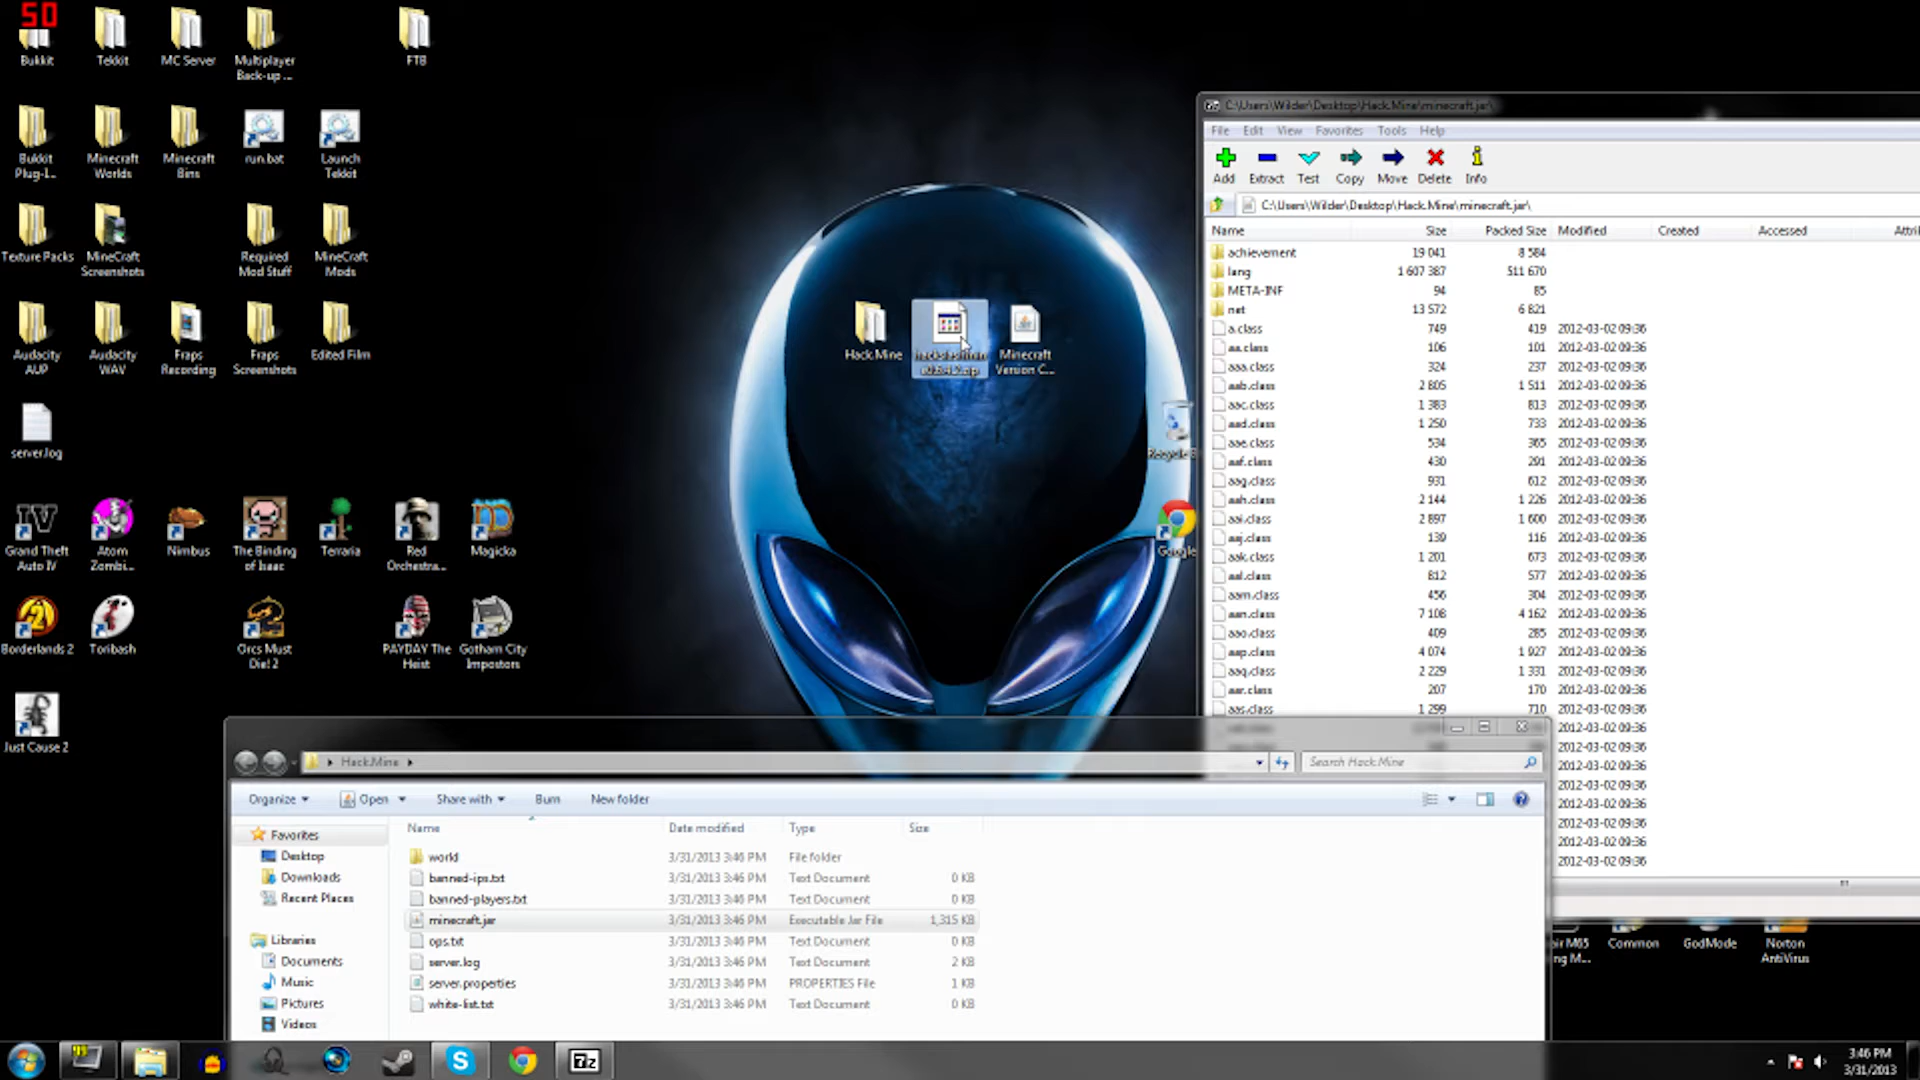 50
Bukkit
Tekkit
MC Server
Multiplayer
Back-up ...
FTB
Bukkit
Plug-I...
Minecraft
Worlds
Minecraft
Bins
run.bat
Launch
Tekkit
Texture Packs
MineCraft
Screenshots
Required
Mod Stuff
MineCraft
Mods
Audacity
AUP
Audacity
WAV
Fraps
Recording
Fraps
Screenshots
Edited Film
server.log
Hack.Mine
Minecraft
Version C...
Recycle
Google
Grand Theft
Auto IV
Atom
Zombi...
Nimbus
The Binding
of Isaac
Terraria
Red
Orchestra...
Magicka
Borderlands 2
Toribash
Orcs Must
Die! 2
PAYDAY The
Heist
Gotham City
Impostors
Just Cause 2
C:\Users\Wilder\Desktop\Hack.Mine\minecraft.jar\
File Edit View Favorites Tools Help
Add Extract Test Copy Move Delete Info
C:\Users\Wilder\Desktop\Hack.Mine\minecraft.jar\
Name Size Packed Size Modified Created Accessed Attri
achievement 19 041 8 584
lang 1 607 387 511 670
META-INF 94 85
net 13 572 6 821
a.class 749 419 2012-03-02 09:36
aa.class 106 101 2012-03-02 09:36
aaa.class 324 237 2012-03-02 09:36
aab.class 2 805 1 511 2012-03-02 09:36
aac.class 1 383 813 2012-03-02 09:36
aad.class 1 250 733 2012-03-02 09:36
aae.class 534 365 2012-03-02 09:36
aaf.class 430 291 2012-03-02 09:36
aag.class 931 612 2012-03-02 09:36
aah.class 2 144 1 226 2012-03-02 09:36
aai.class 2 897 1 600 2012-03-02 09:36
aaj.class 139 116 2012-03-02 09:36
aak.class 1 201 673 2012-03-02 09:36
aal.class 812 577 2012-03-02 09:36
aam.class 456 304 2012-03-02 09:36
aan.class 7 108 4 162 2012-03-02 09:36
aao.class 409 285 2012-03-02 09:36
aap.class 4 074 1 927 2012-03-02 09:36
aaq.class 2 229 1 331 2012-03-02 09:36
aar.class 207 170 2012-03-02 09:36
aas.class 1 299 710 2012-03-02 09:36
2012-03-02 09:36
2012-03-02 09:36
2012-03-02 09:36
2012-03-02 09:36
2012-03-02 09:36
2012-03-02 09:36
2012-03-02 09:36
2012-03-02 09:36
Hack.Mine
Search Hack.Mine
Organize Open Share with Burn New folder
Name Date modified Type Size
Favorites
Desktop
Downloads
Recent Places
Libraries
Documents
Music
Pictures
Videos
world 3/31/2013 3:46 PM File folder
banned-ips.txt 3/31/2013 3:46 PM Text Document 0 KB
banned-players.txt 3/31/2013 3:46 PM Text Document 0 KB
minecraft.jar 3/31/2013 3:46 PM Executable Jar File 1,315 KB
ops.txt 3/31/2013 3:46 PM Text Document 0 KB
server.log 3/31/2013 3:46 PM Text Document 2 KB
server.properties 3/31/2013 3:46 PM PROPERTIES File 1 KB
white-list.txt 3/31/2013 3:46 PM Text Document 0 KB
air M65
ng M...
Common
GodMode
Norton
AntiVirus
7z
3:46 PM
3/31/2013